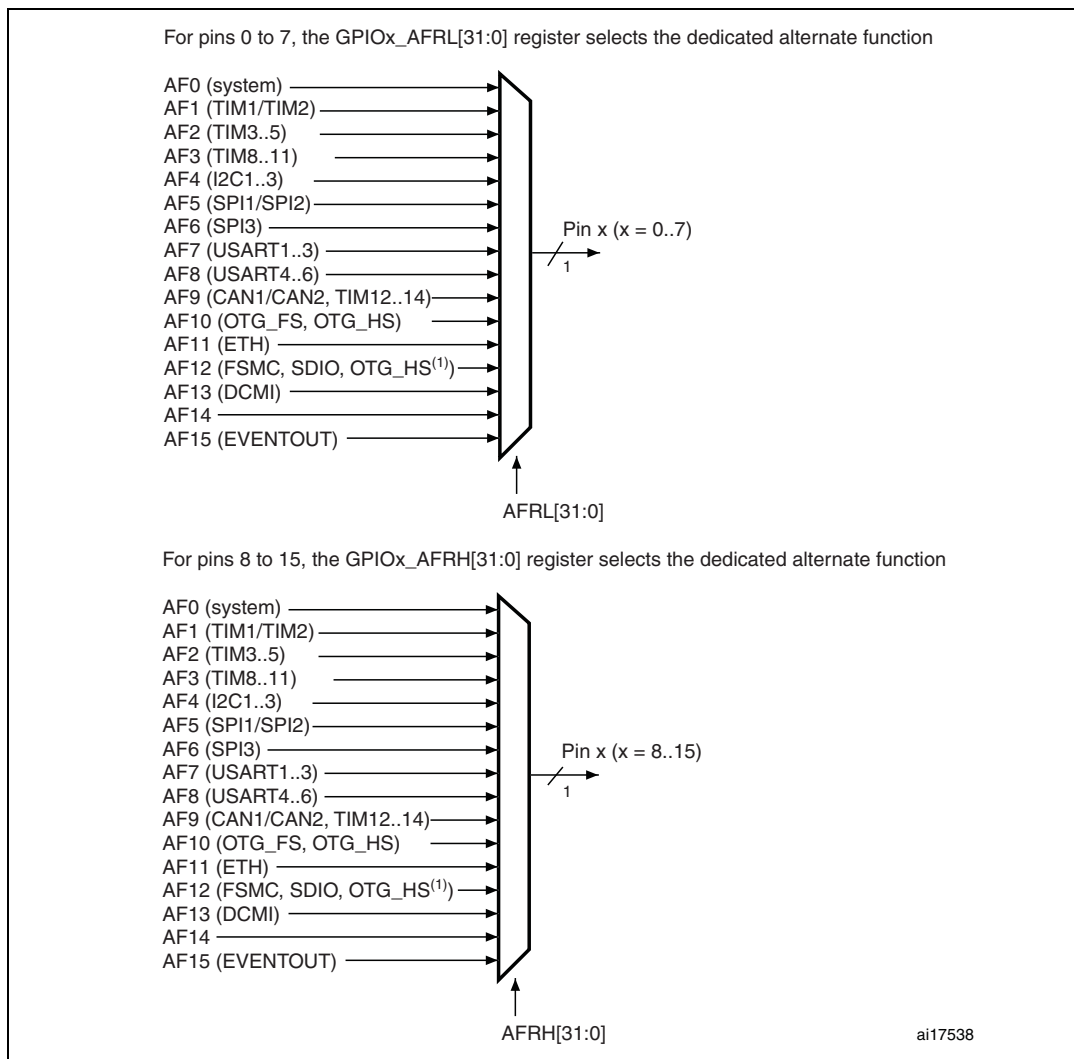 For pins 0 to 7, the GPIOx_AFRL[31:0] register selects the dedicated alternate function
AF0 (system)
AF1 (TIM1/TIM2)
AF2 (TIM3..5)
AF3 (TIM8..11)
AF4 (I2C1..3)
AF5 (SPI1/SPI2)
AF6 (SPI3)
AF7 (USART1..3)
AF8 (USART4..6)
AF9 (CAN1/CAN2, TIM12..14)
AF10 (OTG_FS, OTG_HS)
AF11 (ETH)
AF12 (FSMC, SDIO, OTG_HS(1))
AF13 (DCMI)
AF14
AF15 (EVENTOUT)
Pin x (x = 0..7)
1
AFRL[31:0]
For pins 8 to 15, the GPIOx_AFRH[31:0] register selects the dedicated alternate function
AF0 (system)
AF1 (TIM1/TIM2)
AF2 (TIM3..5)
AF3 (TIM8..11)
AF4 (I2C1..3)
AF5 (SPI1/SPI2)
AF6 (SPI3)
AF7 (USART1..3)
AF8 (USART4..6)
AF9 (CAN1/CAN2, TIM12..14)
AF10 (OTG_FS, OTG_HS)
AF11 (ETH)
AF12 (FSMC, SDIO, OTG_HS(1))
AF13 (DCMI)
AF14
AF15 (EVENTOUT)
Pin x (x = 8..15)
1
AFRH[31:0]
ai17538